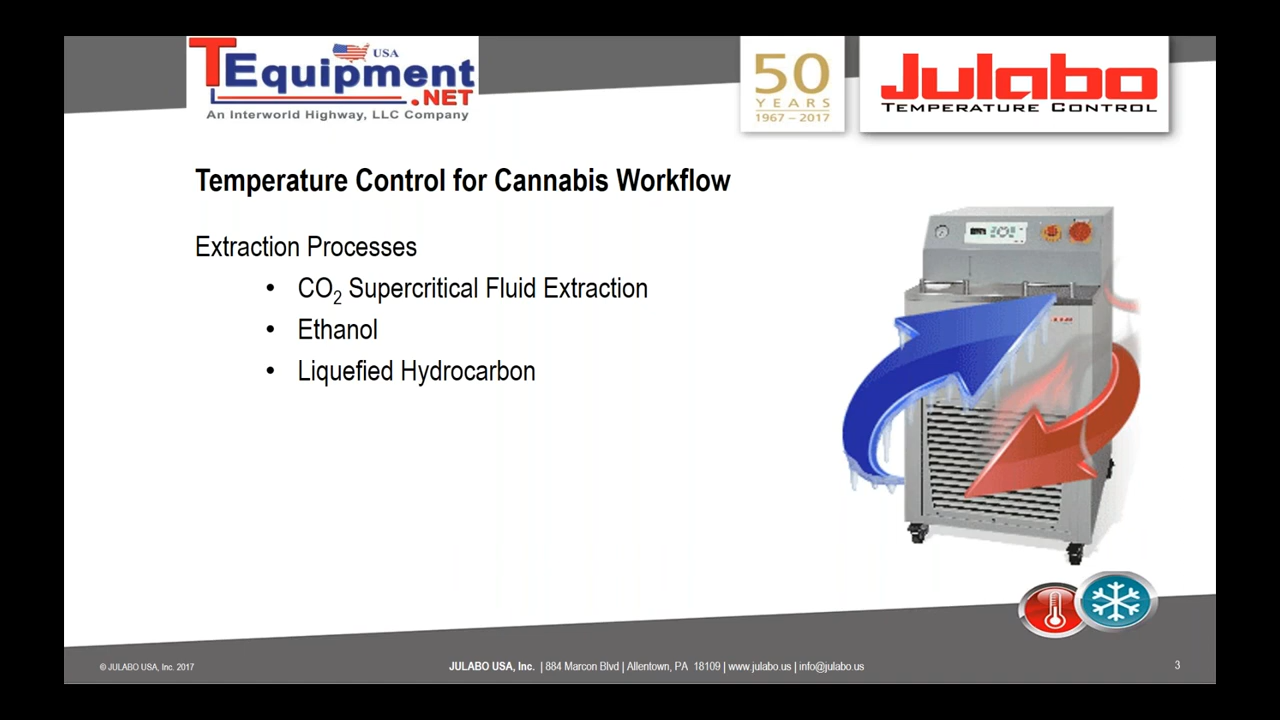 TEquipment
USA
.NET
An Interworld Highway, LLC Company
50
YEARS
1967 – 2017
Julabo
TEMPERATURE CONTROL
Temperature Control for Cannabis Workflow
Extraction Processes
• CO₂ Supercritical Fluid Extraction
• Ethanol
• Liquefied Hydrocarbon
© JULABO USA, Inc. 2017
JULABO USA, Inc. | 884 Marcon Blvd | Allentown, PA 18109 | www.julabo.us | info@julabo.us
3